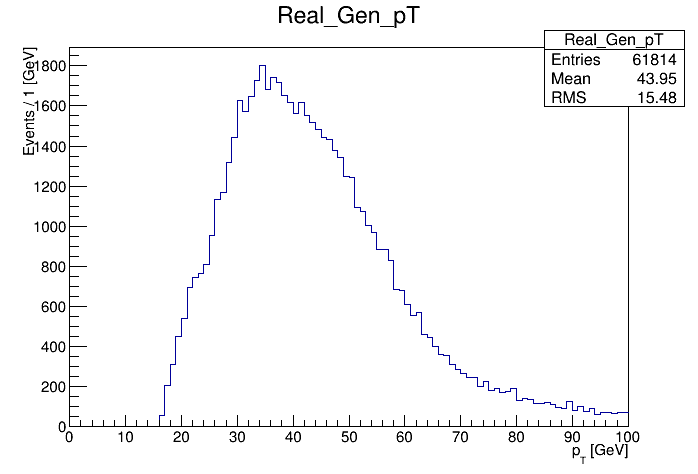 Real_Gen_pT
Real_Gen_pT
Entries 61814
Mean 43.95
RMS 15.48
Events / 1 [GeV]
1800
1600
1400
1200
1000
800
600
400
200
0
0 10 20 30 40 50 60 70 80 90 100
p_T [GeV]